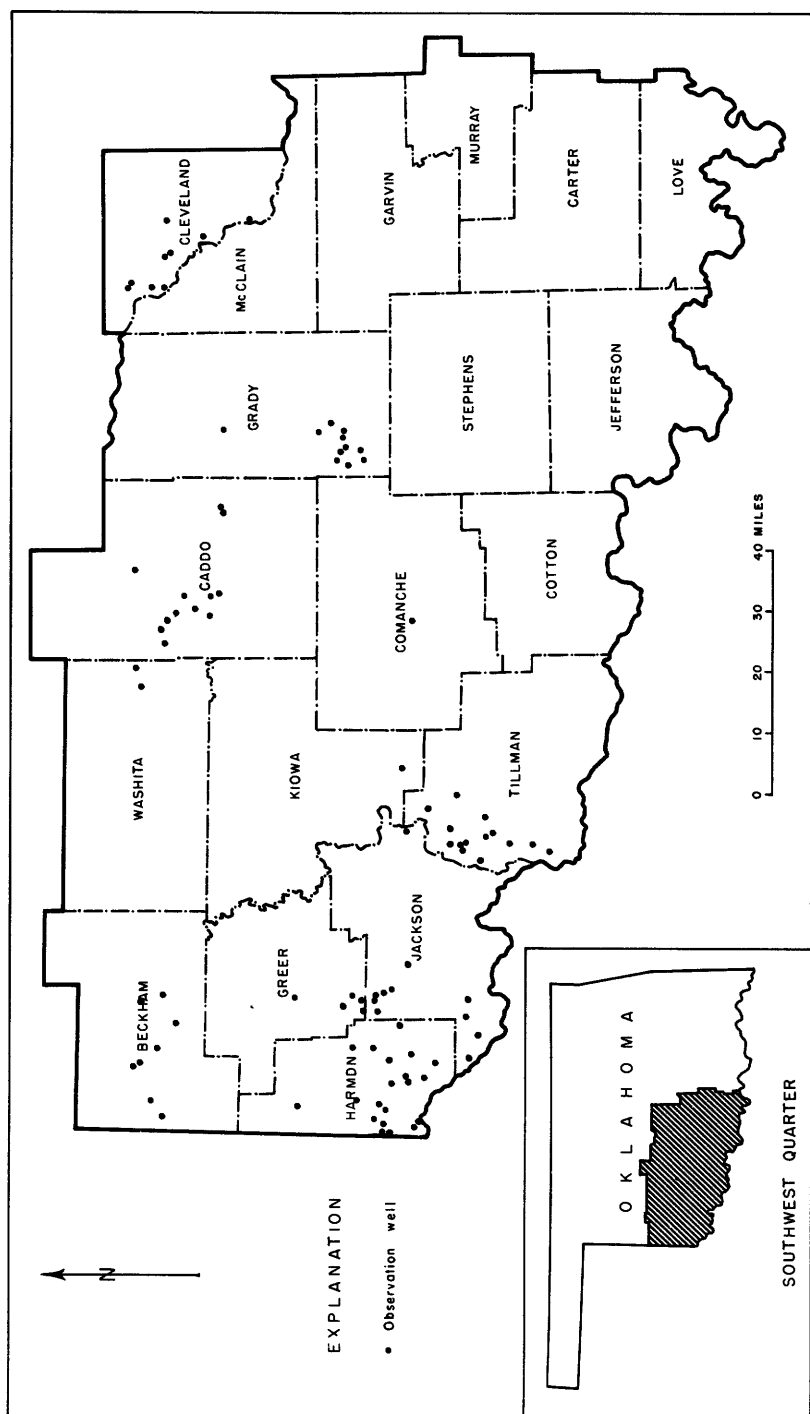 N
EXPLANATION
• Observation well
BECKHAM
WASHITA
CADDO
GRADY
McCLAIN
CLEVELAND
GREER
KIOWA
HARMDN
JACKSON
COMANCHE
GARVIN
MURRAY
TILLMAN
COTTON
STEPHENS
CARTER
JEFFERSON
LOVE
0 10 20 30 40 MILES
OKLAHOMA
SOUTHWEST QUARTER